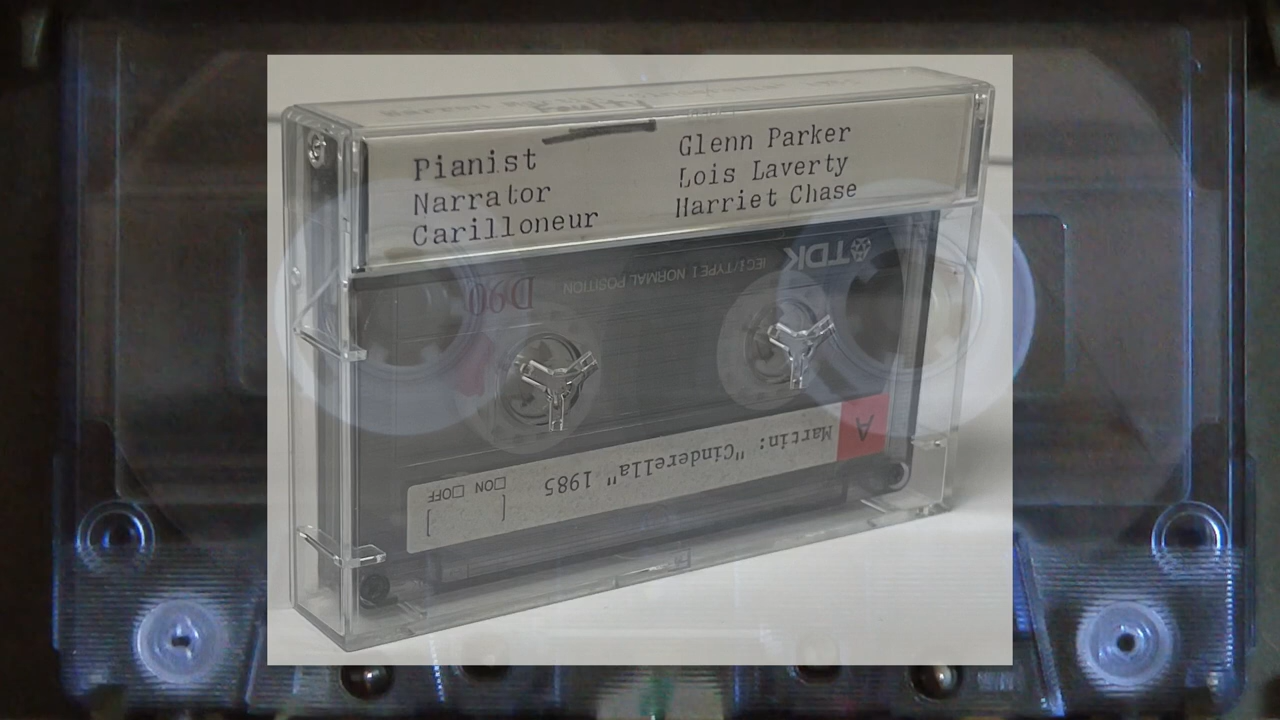 Pianist Glenn Parker
Narrator Lois Laverty
Carilloneur Harriet Chase
TDK
IEC I/TYPE I NORMAL POSITION
D90
A
Martin: "Cinderella" 1985
ON OFF